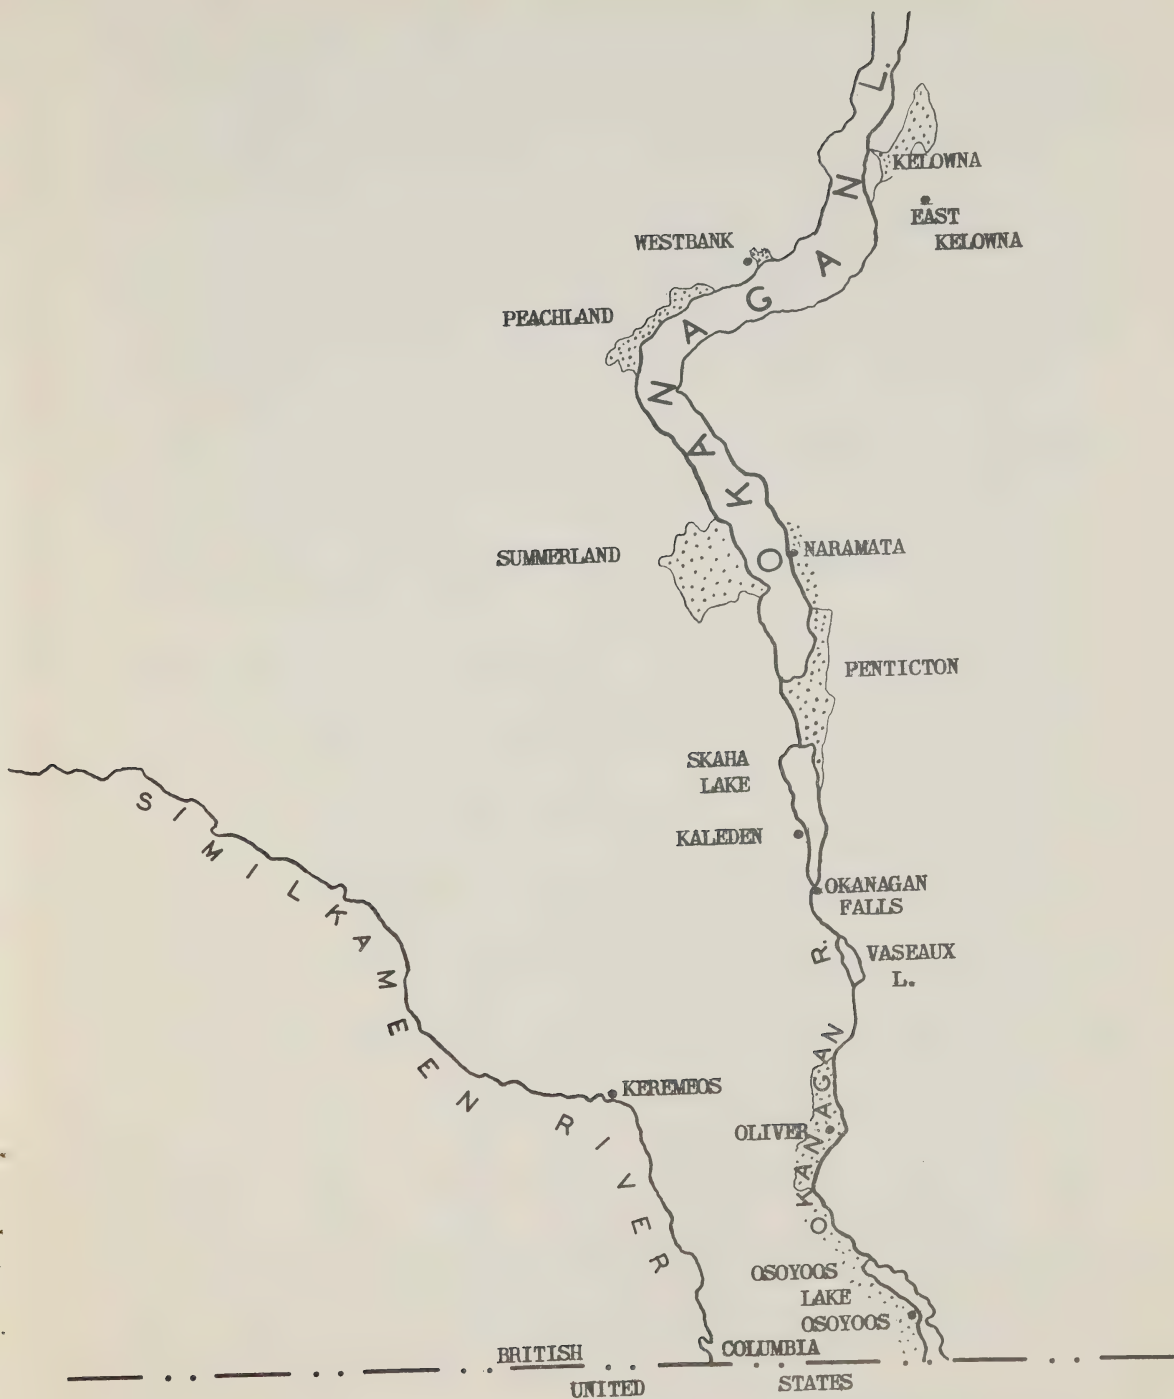 OKANAGAN L.
KELOWNA
EAST
KELOWNA
WESTBANK
PEACHLAND
SUMMERLAND
NARAMATA
PENTICTON
SKAHA
LAKE
KALEDEN
OKANAGAN
FALLS
VASEAUX
L.
SIMILKAMEEN RIVER
KEREMEOS
OKANAGAN R.
OLIVER
OSOYOOS
LAKE
OSOYOOS
BRITISH COLUMBIA
UNITED STATES